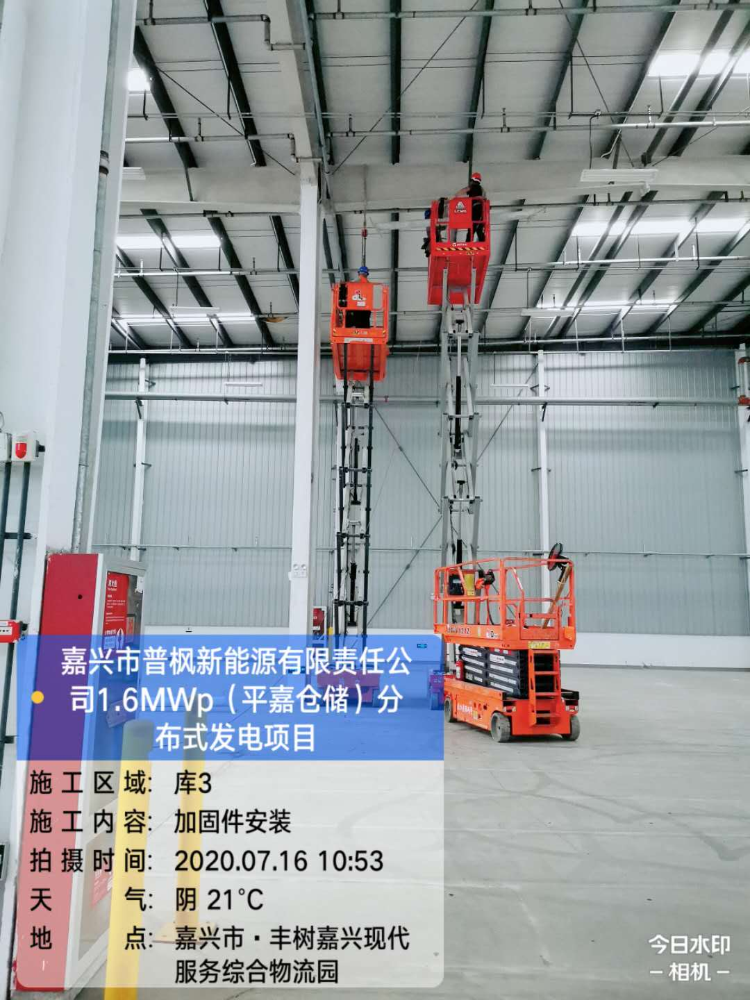 灭火箱
1212
嘉兴市普枫新能源有限责任公
司1.6MWp（平嘉仓储）分
布式发电项目
施工区域: 库3
施工内容: 加固件安装
拍摄时间: 2020.07.16 10:53
天气: 阴 21°C
地点: 嘉兴市·丰树嘉兴现代
服务综合物流园
今日水印
-相机-